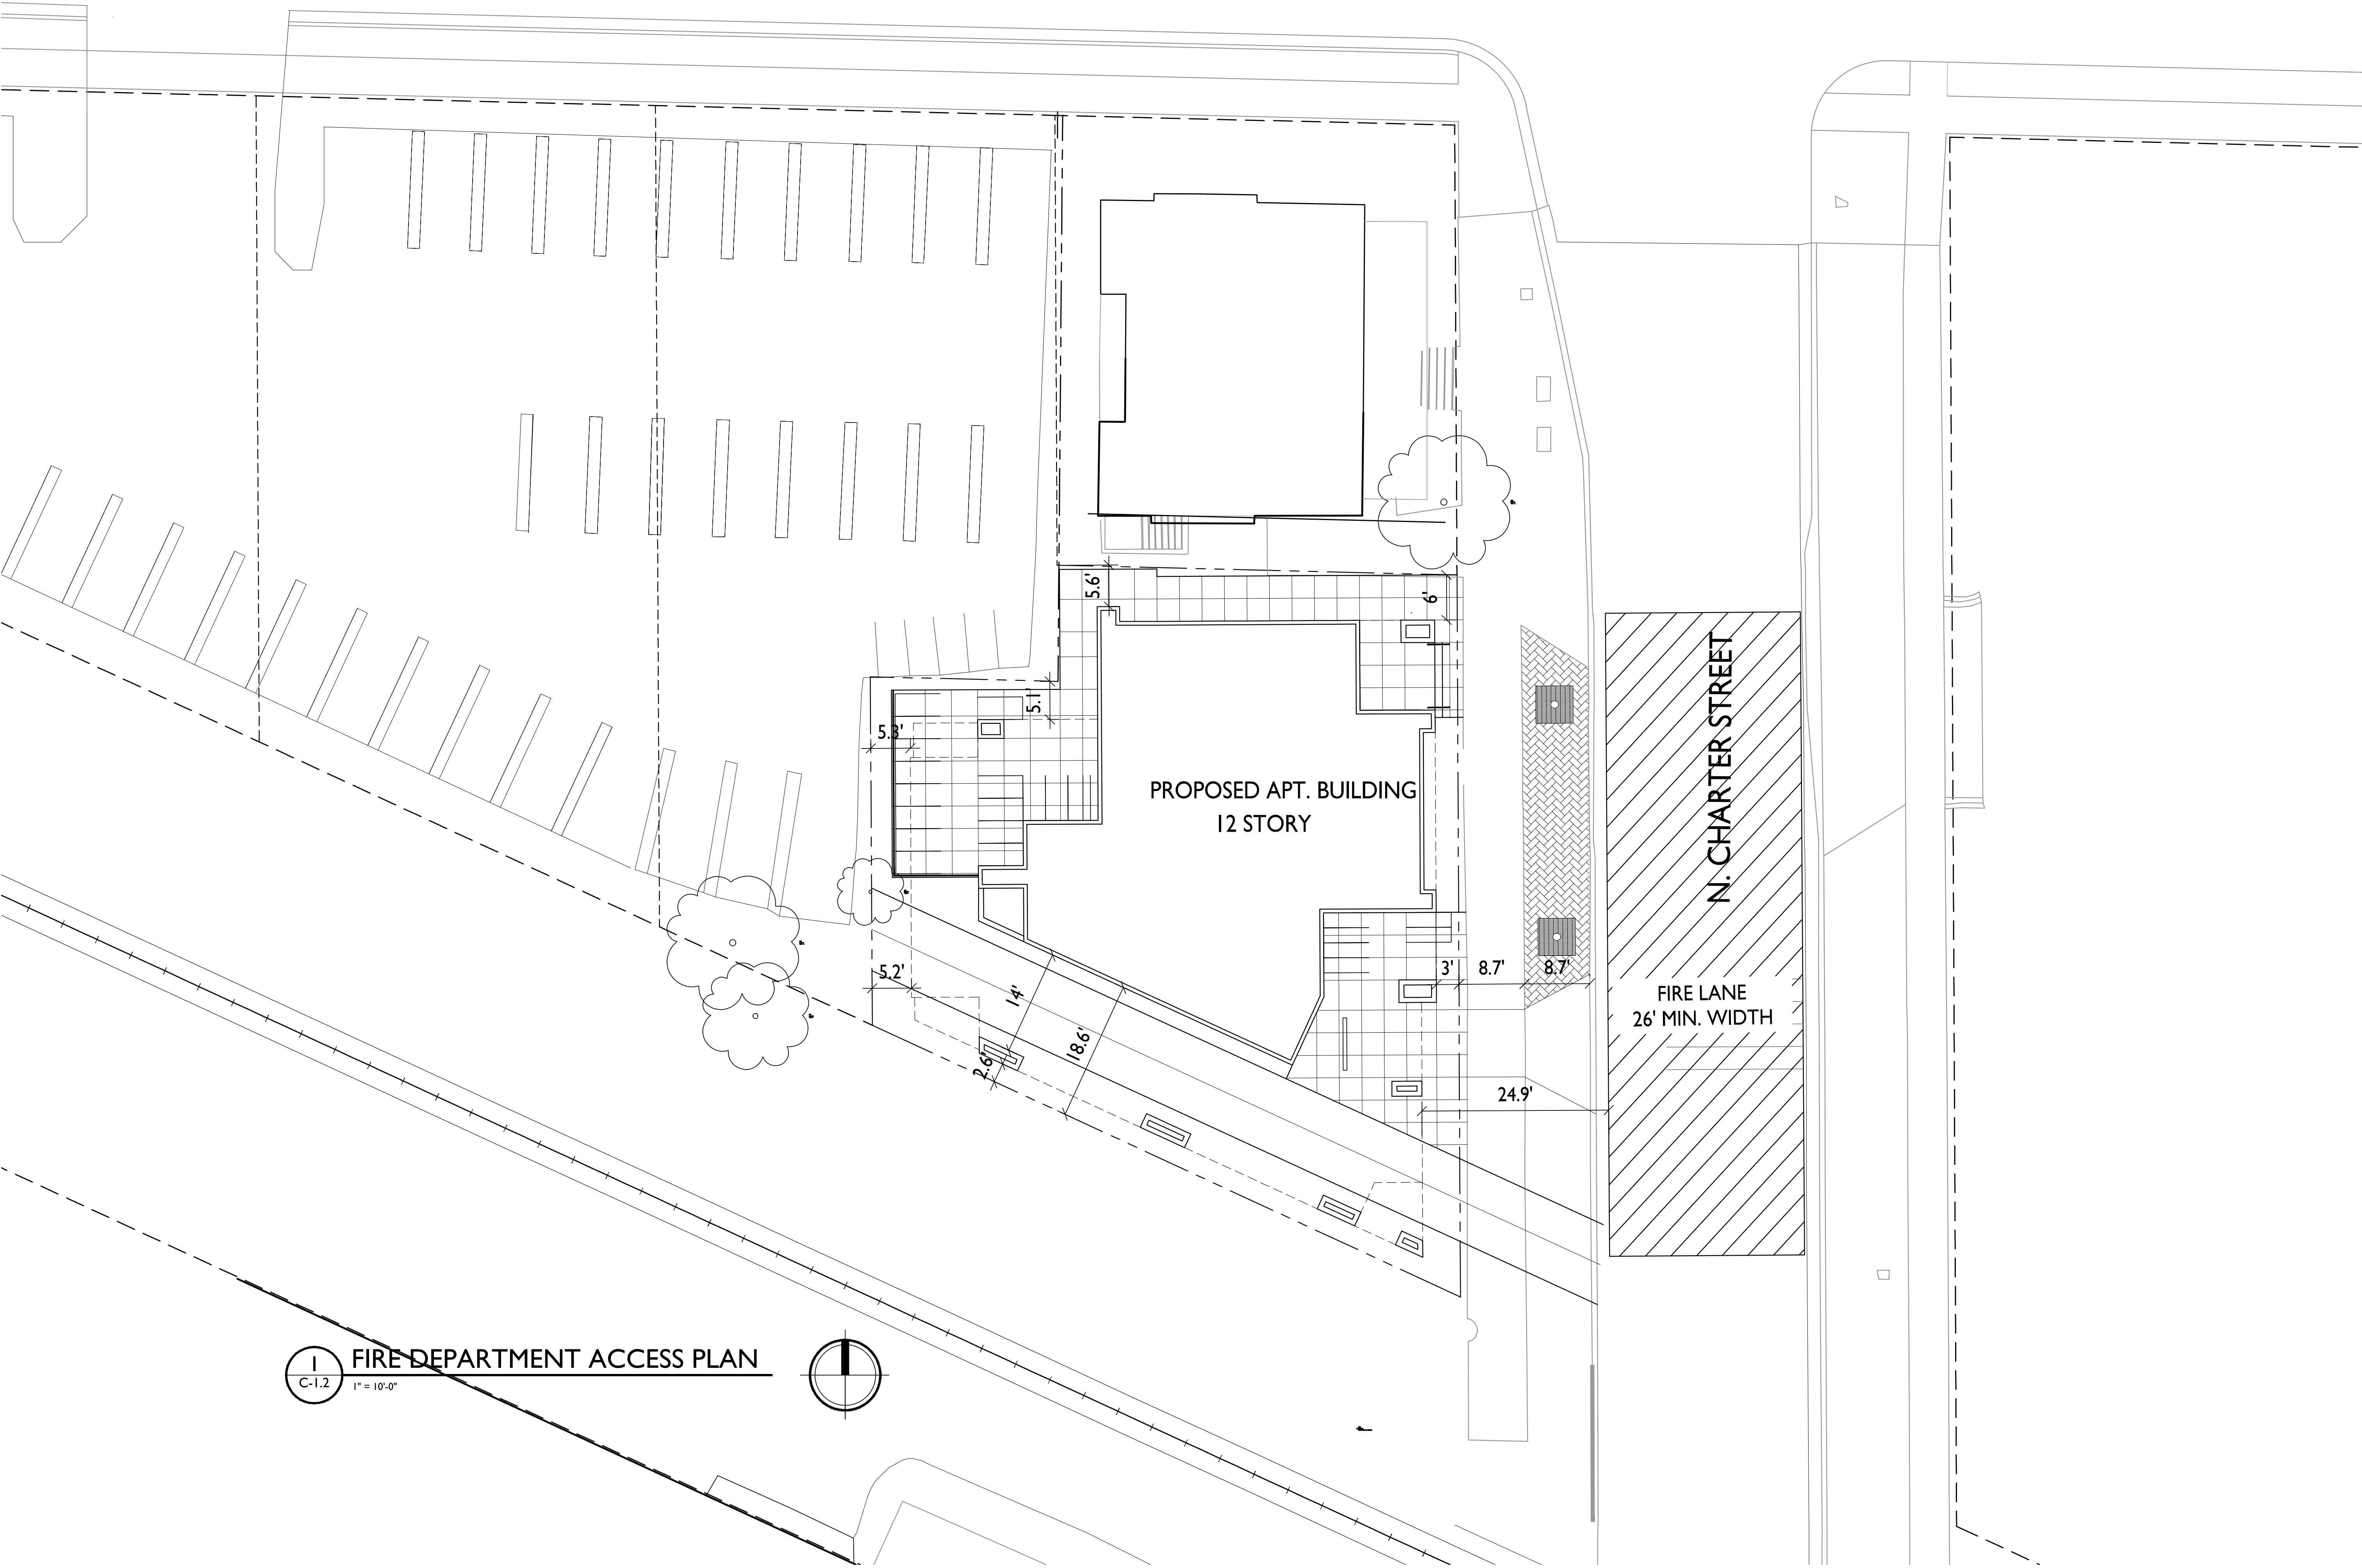 5.6'
6'
5.1'
5.3'
PROPOSED APT. BUILDING
12 STORY
N. CHARTER STREET
5.2'
14'
18.6'
2.6'
3'
8.7'
8.7'
FIRE LANE
26' MIN. WIDTH
24.9'
1
C-1.2
FIRE DEPARTMENT ACCESS PLAN
1" = 10'-0"